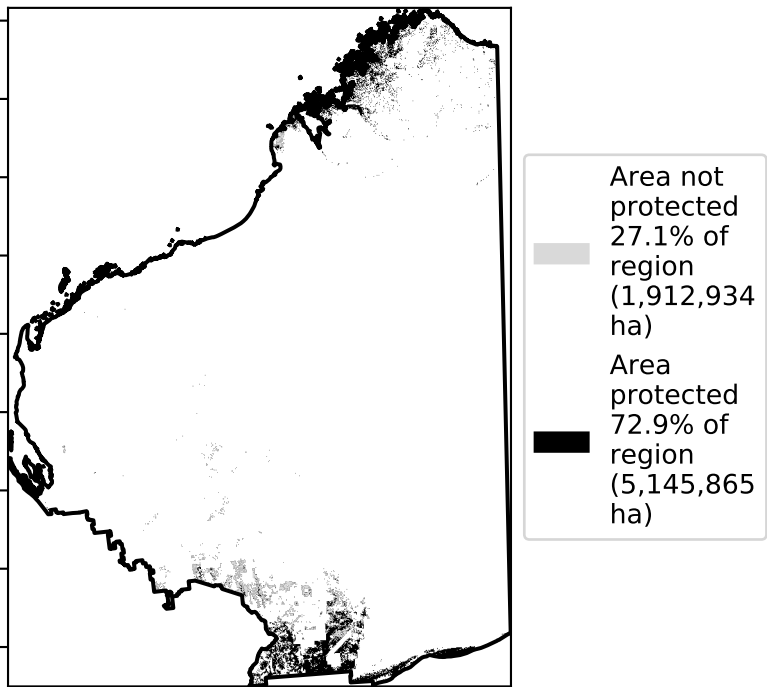 Area not
protected
27.1% of
region
(1,912,934
ha)
Area
protected
72.9% of
region
(5,145,865
ha)